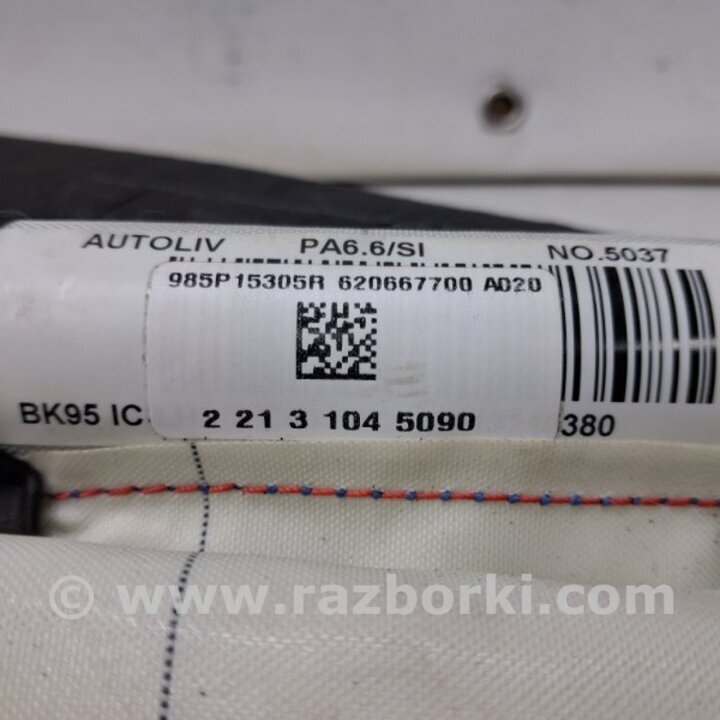 AUTOLIV PA6.6/SI NO.5037
985P15305R 620667700 A020
BK95 IC 2 21 3 104 5090 380
© www.razborki.com